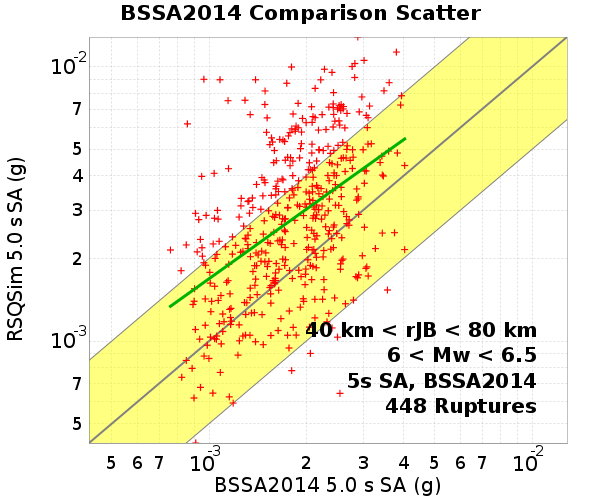 BSSA2014 Comparison Scatter
RSQSim 5.0 s SA (g)
10⁻²
7
5
4
3
2
10⁻³
7
5
40 km < rJB < 80 km
6 < Mw < 6.5
5s SA, BSSA2014
448 Ruptures
5 6 7 10⁻³ 2 3 4 5 6 7 10⁻²
BSSA2014 5.0 s SA (g)